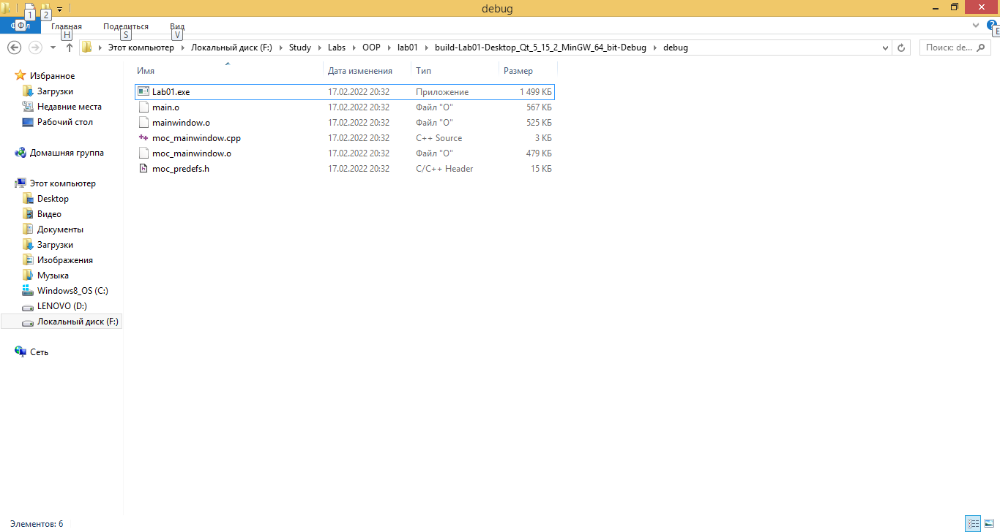 debug
1 2
Ф
Главная Поделиться Вид
H S V E
Этот компьютер Локальный диск (F:) Study Labs OOP lab01 build-Lab01-Desktop_Qt_5_15_2_MinGW_64_bit-Debug debug
Поиск: de...
Имя Дата изменения Тип Размер
Lab01.exe 17.02.2022 20:32 Приложение 1 499 КБ
main.o 17.02.2022 20:32 Файл "O" 567 КБ
mainwindow.o 17.02.2022 20:32 Файл "O" 525 КБ
moc_mainwindow.cpp 17.02.2022 20:32 C++ Source 3 КБ
moc_mainwindow.o 17.02.2022 20:32 Файл "O" 479 КБ
moc_predefs.h 17.02.2022 20:32 C/C++ Header 15 КБ
Избранное
Загрузки
Недавние места
Рабочий стол
Домашняя группа
Этот компьютер
Desktop
Видео
Документы
Загрузки
Изображения
Музыка
Windows8_OS (C:)
LENOVO (D:)
Локальный диск (F:)
Сеть
Элементов: 6